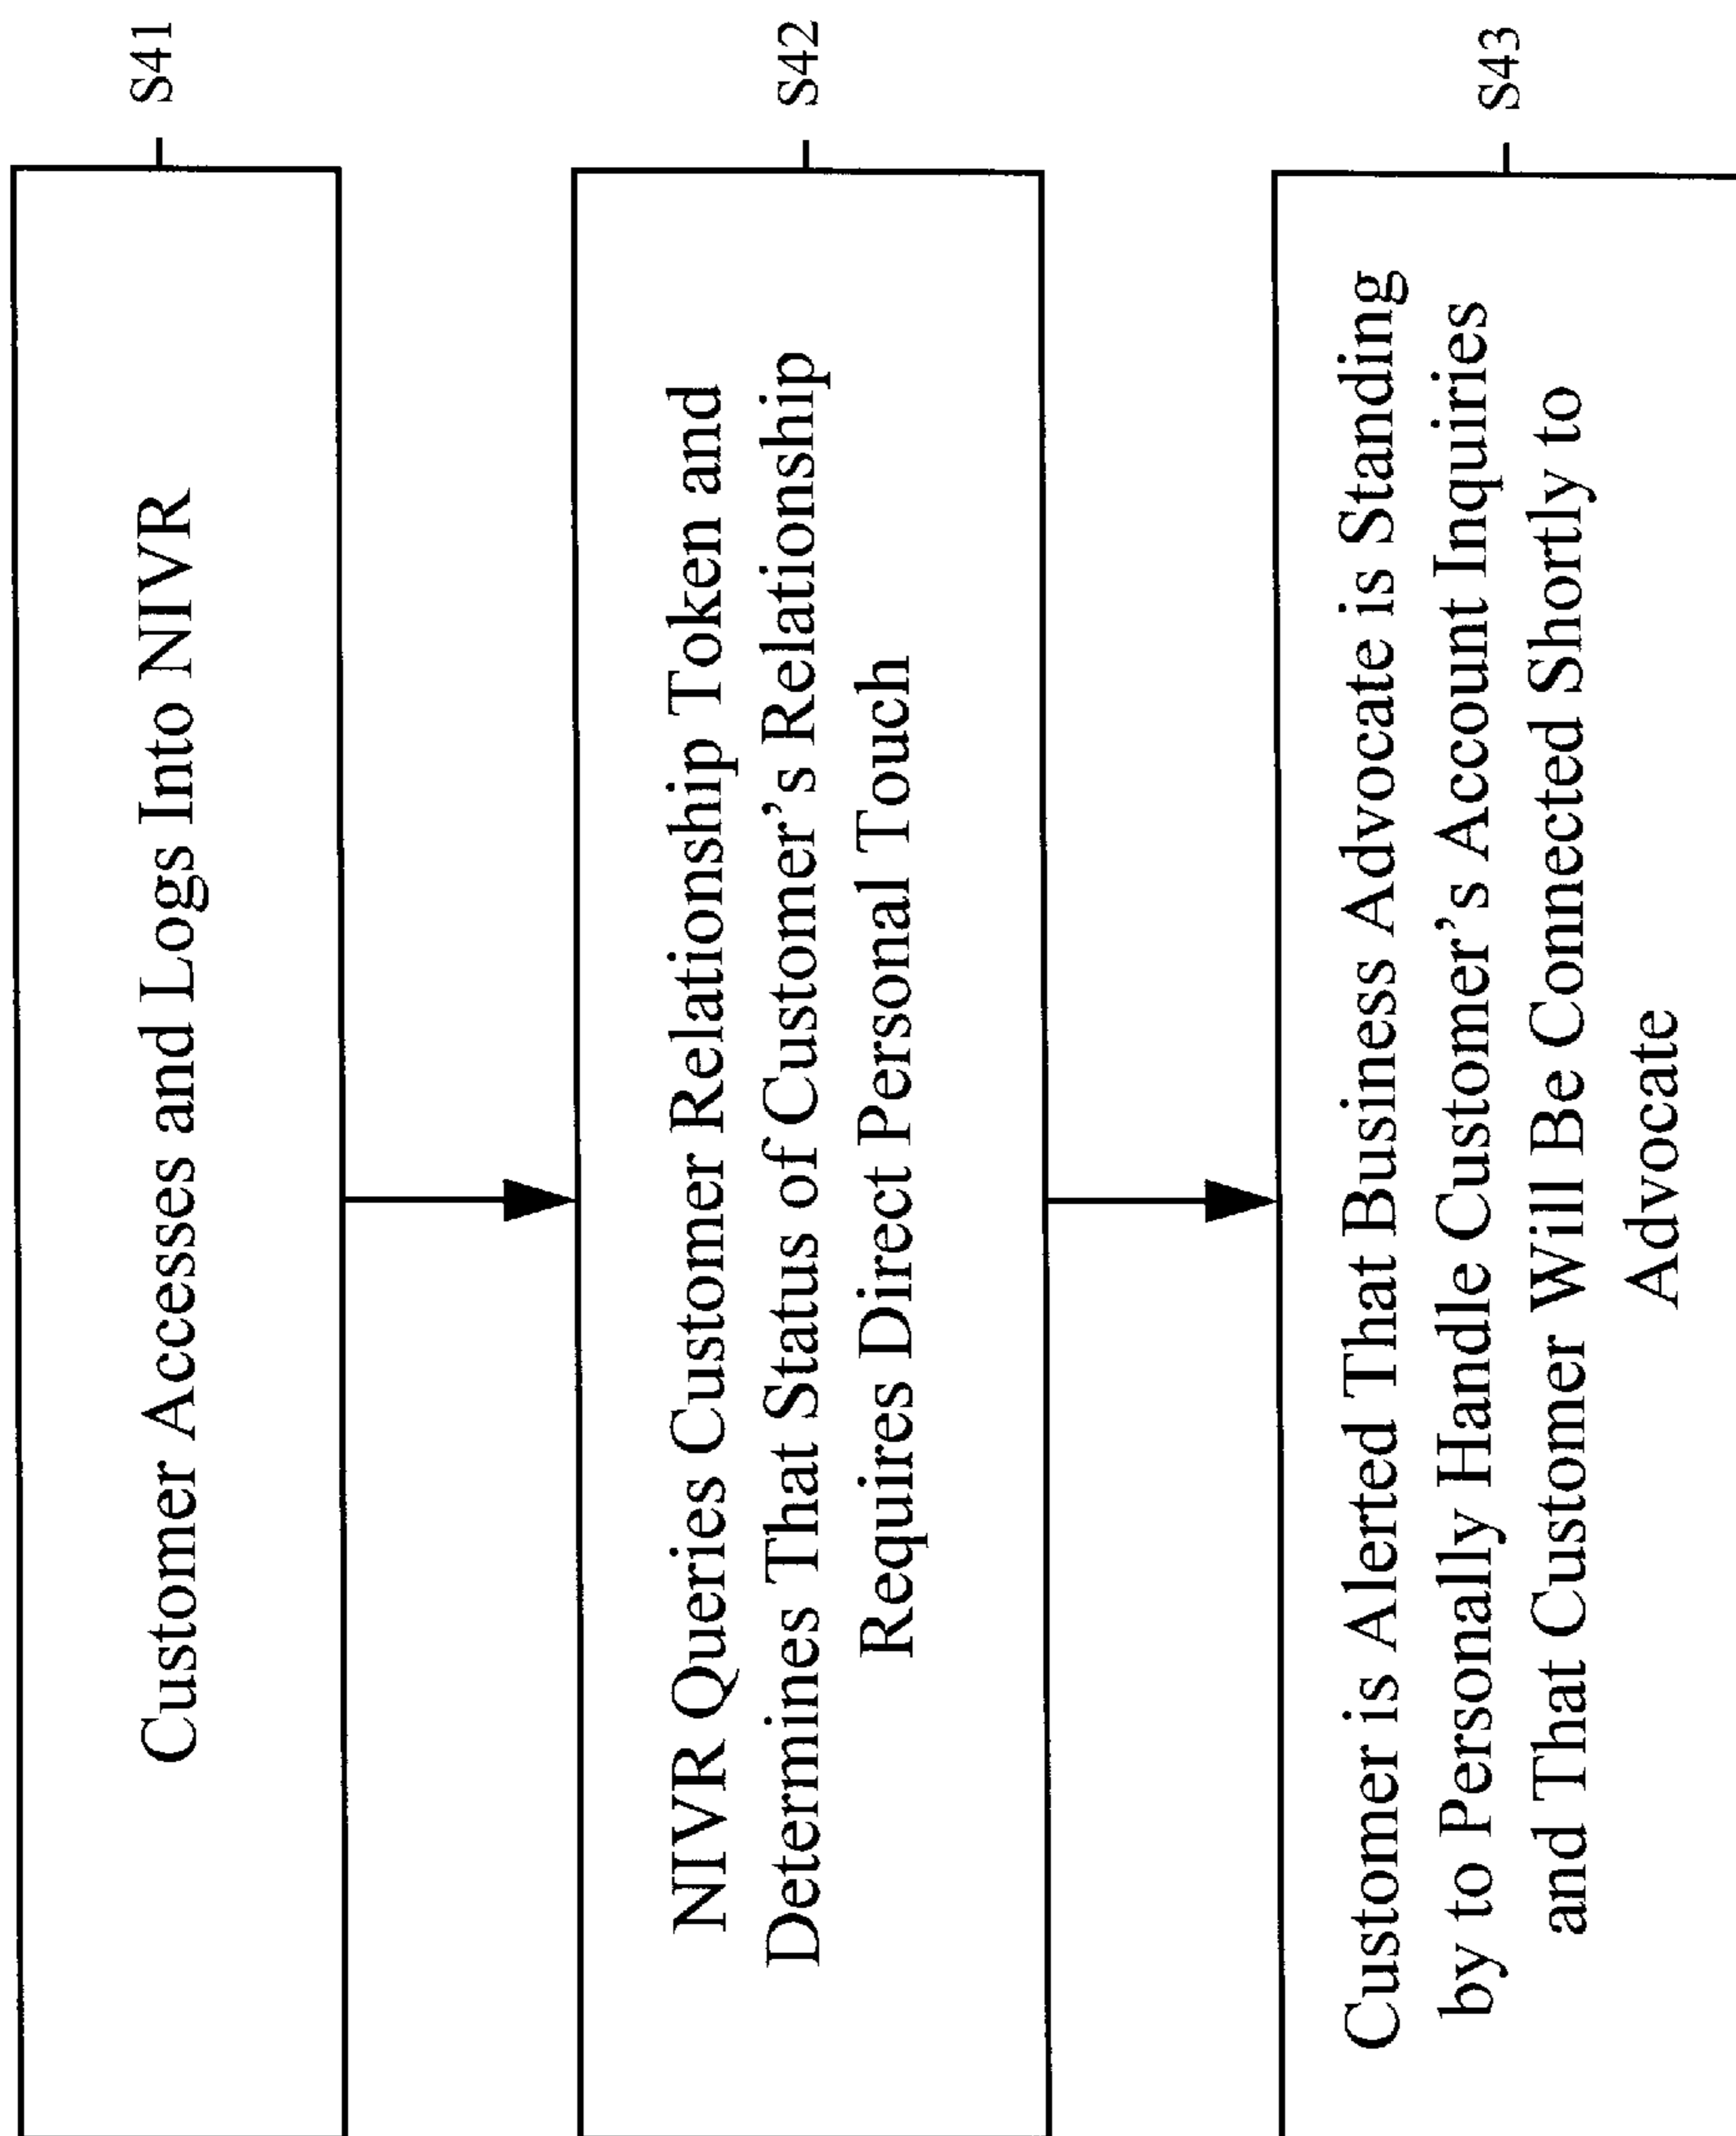 Customer Accesses and Logs Into NIVR
S41
NIVR Queries Customer Relationship Token and
Determines That Status of Customer's Relationship
Requires Direct Personal Touch
S42
Customer is Alerted That Business Advocate is Standing
by to Personally Handle Customer's Account Inquiries
and That Customer Will Be Connected Shortly to
Advocate
S43